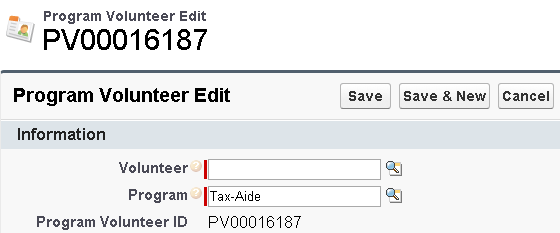 Program Volunteer Edit
PV00016187
Program Volunteer Edit
Save
Save & New
Cancel
Information
Volunteer
Program Tax-Aide
Program Volunteer ID PV00016187